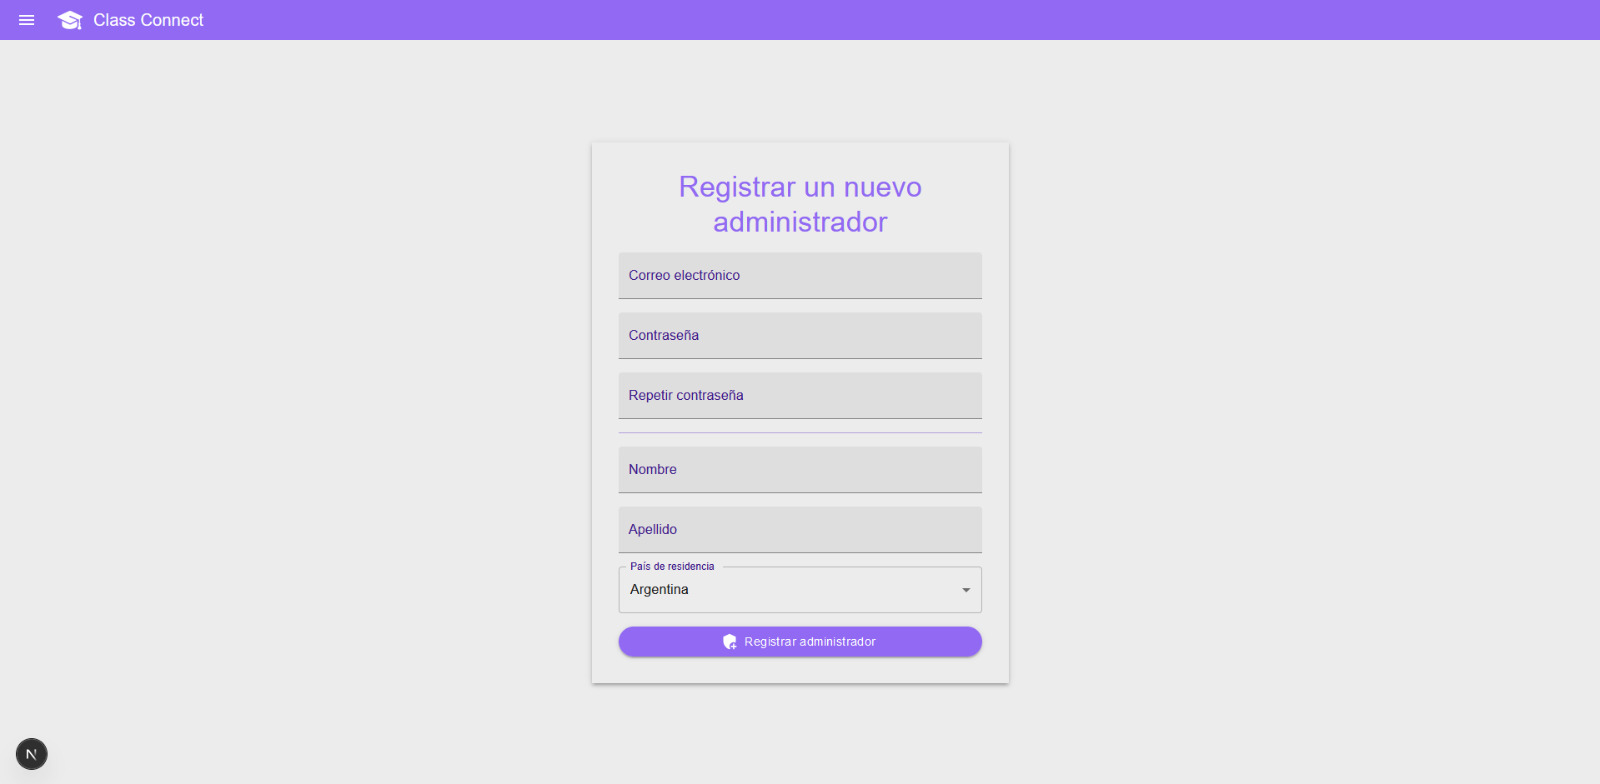 Class Connect
Registrar un nuevo
administrador
Correo electrónico
Contraseña
Repetir contraseña
Nombre
Apellido
País de residencia
Argentina
Registrar administrador
N